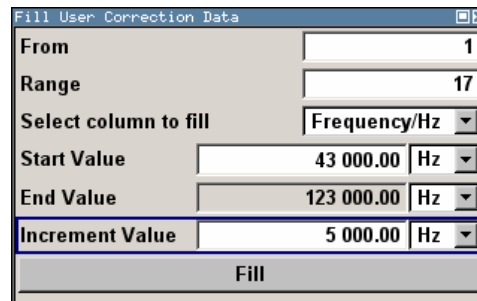 Fill User Correction Data
From 1
Range 17
Select column to fill Frequency/Hz
Start Value 43 000.00 Hz
End Value 123 000.00 Hz
Increment Value 5 000.00 Hz
Fill